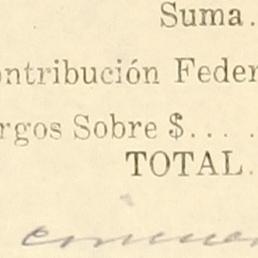 Suma.
ontribución Feder
rgos Sobre $. . . .
TOTAL.